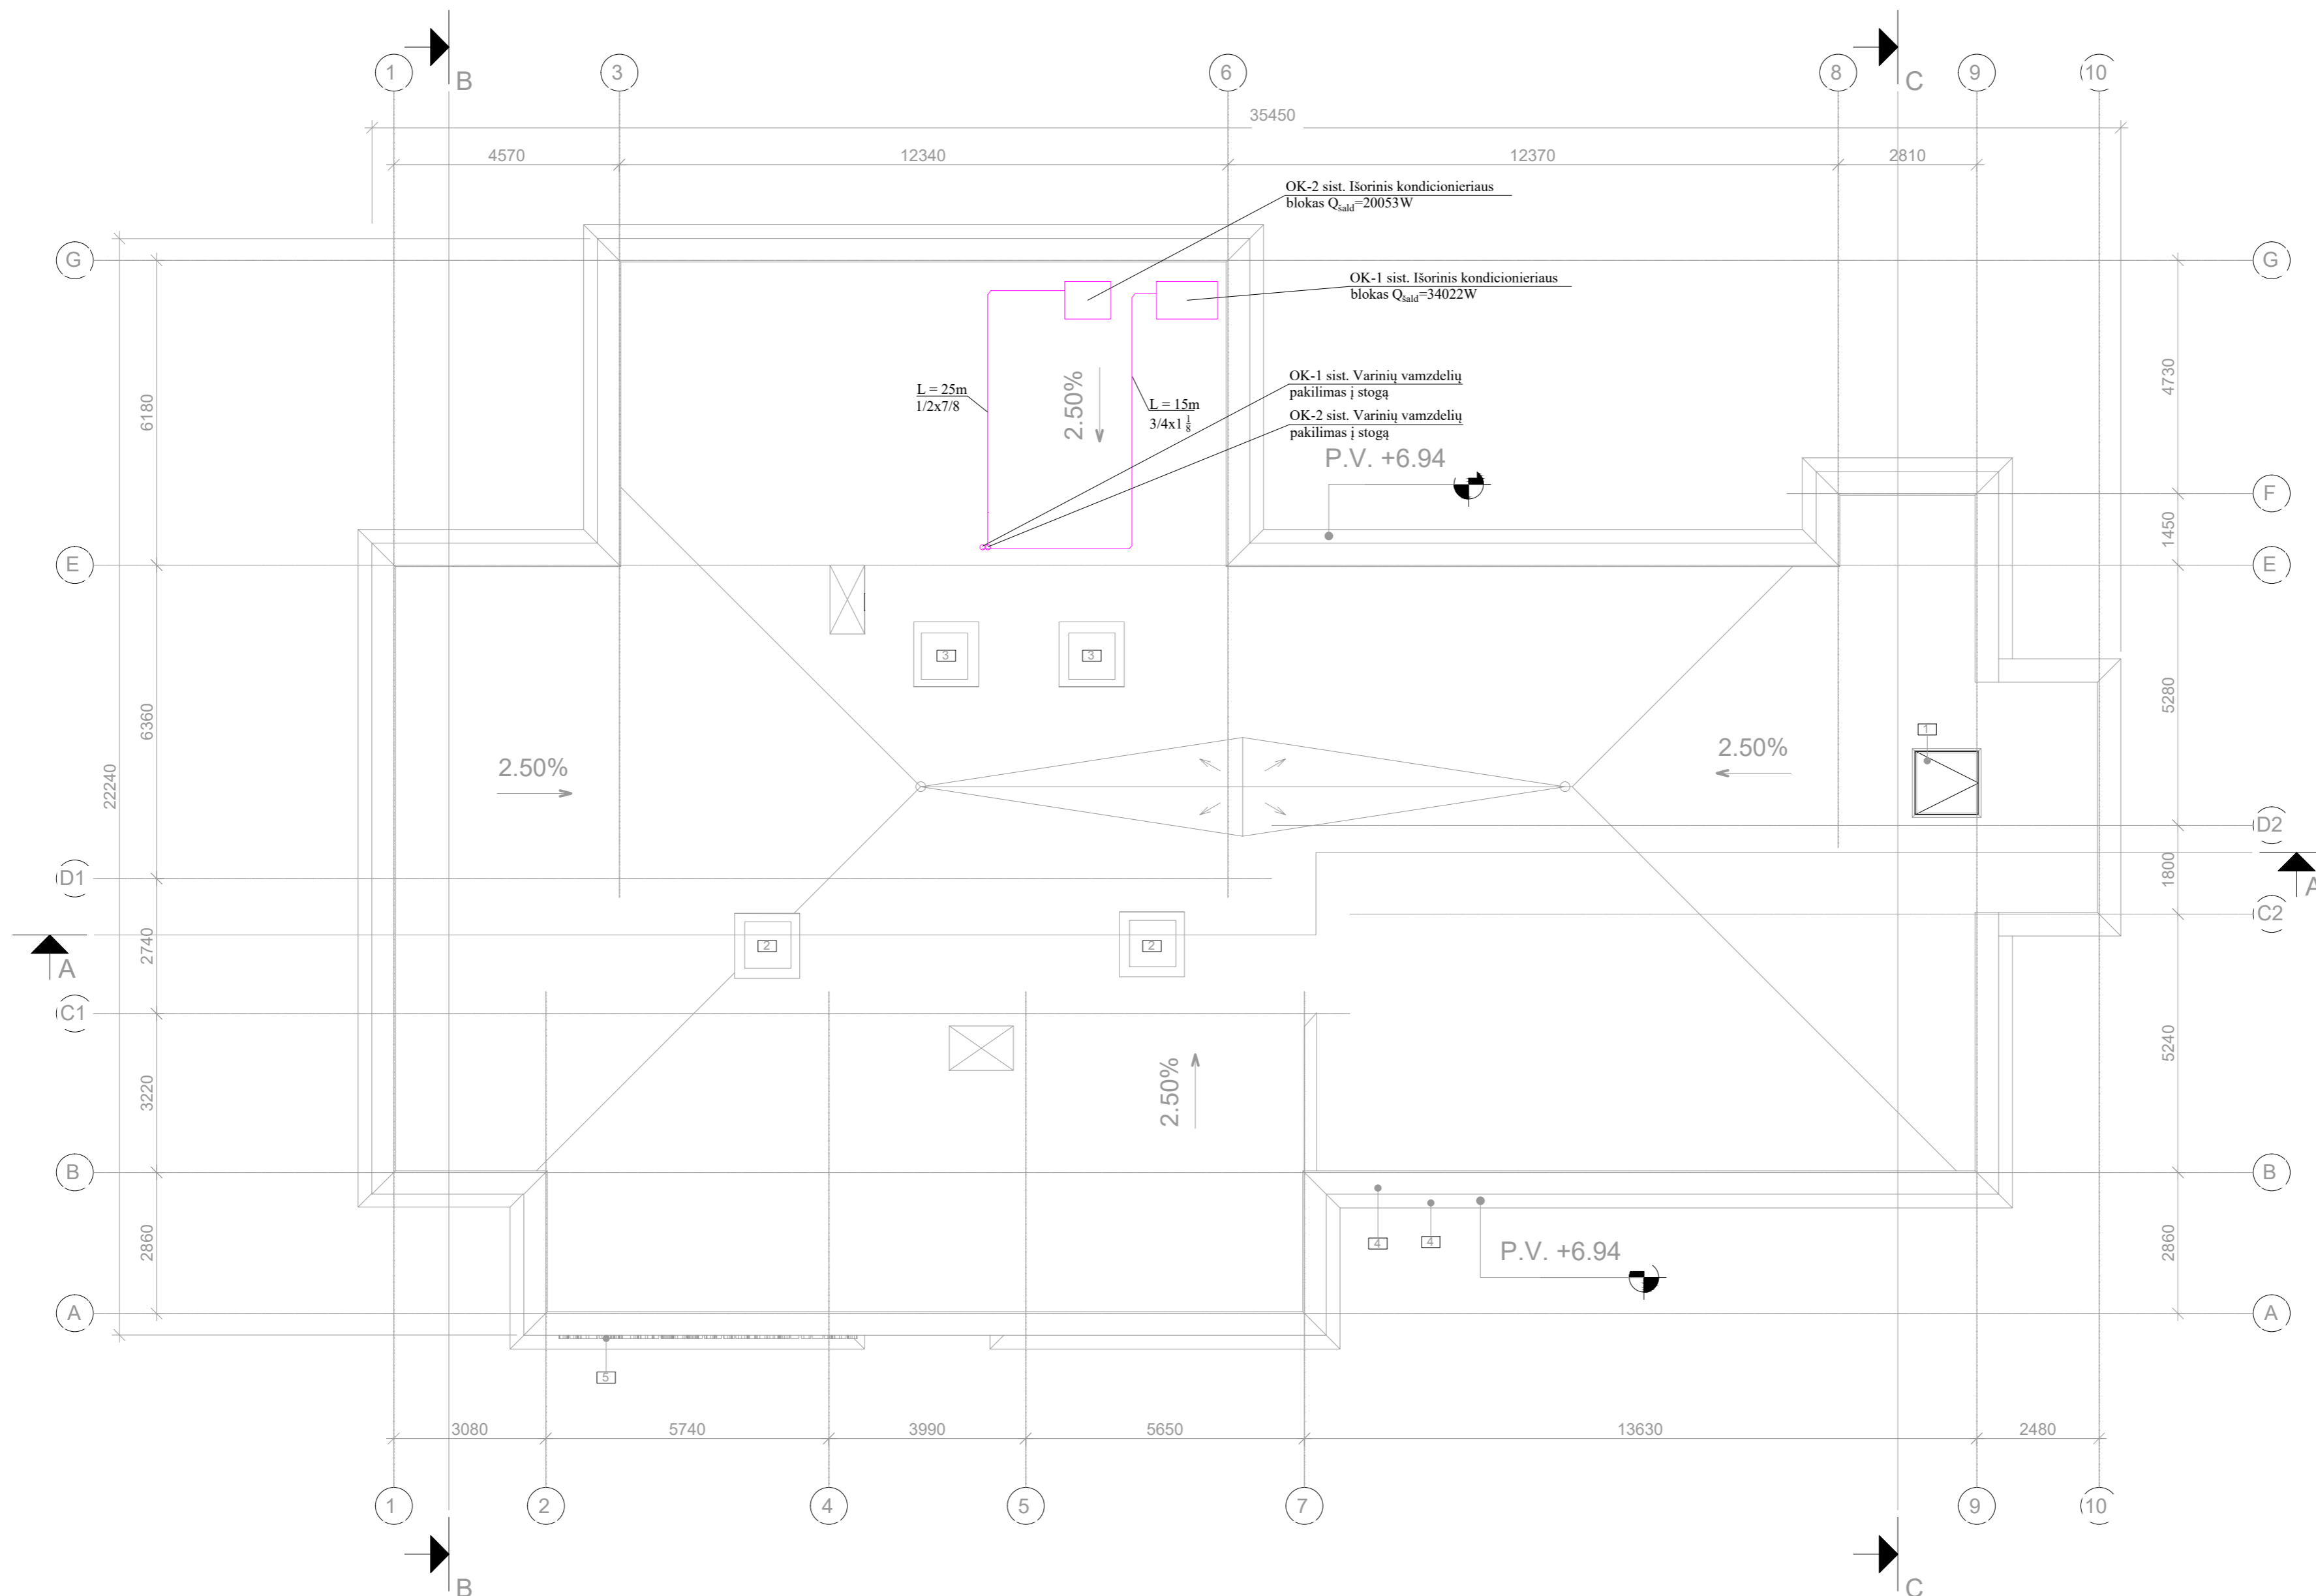 B
C
1
3
6
8
9
10
35450
4570
12340
12370
2810
OK-2 sist. Išorinis kondicionieriaus
blokas Qšald=20053W
G
G
OK-1 sist. Išorinis kondicionieriaus
blokas Qšald=34022W
OK-1 sist. Varinių vamzdelių
pakilimas į stogą
L = 25m
1/2x7/8
2.50%
L = 15m
3/4x1 1/8
OK-2 sist. Varinių vamzdelių
pakilimas į stogą
6180
4730
P.V. +6.94
F
1450
E
E
3
3
6360
5280
22240
2.50%
2.50%
1
D2
D1
1800
A
C2
2740
2
2
A
C1
3220
2.50%
5240
B
B
2860
4
4
P.V. +6.94
2860
A
A
5
3080
5740
3990
5650
13630
2480
1
2
4
5
7
9
10
B
C